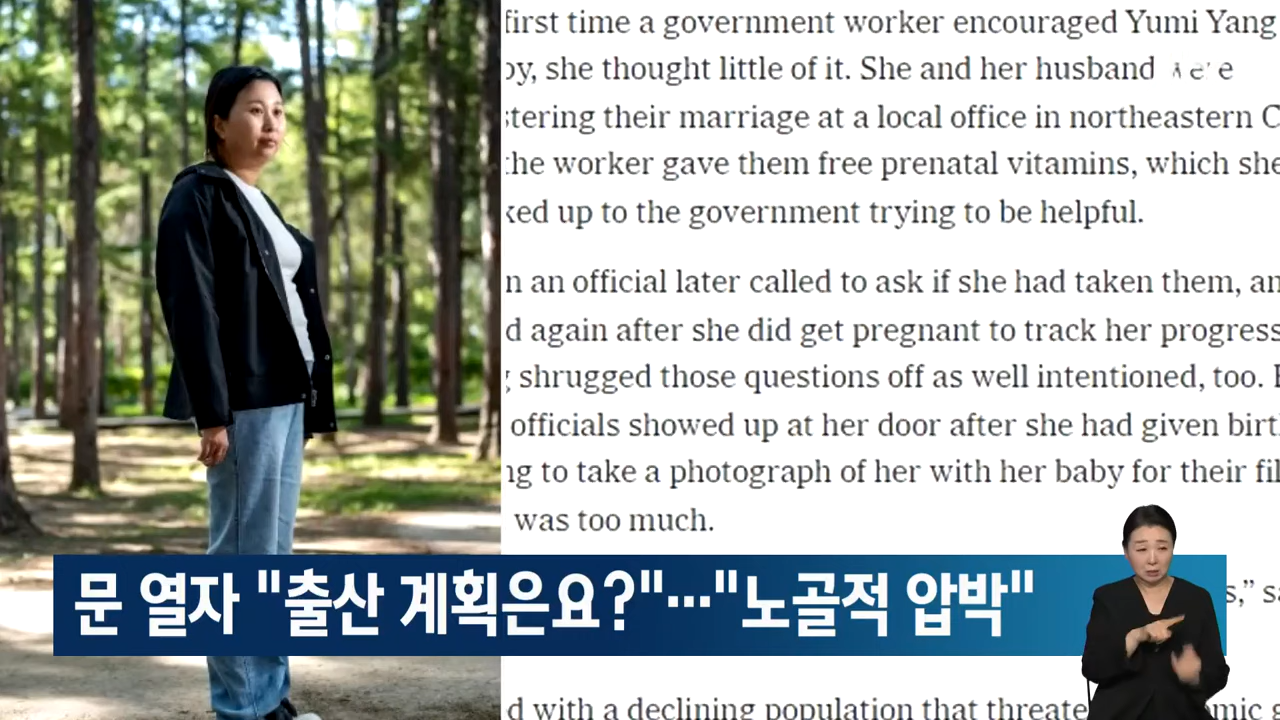 first time a government worker encouraged Yumi Yang
by, she thought little of it. She and her husband were
stering their marriage at a local office in northeastern C
the worker gave them free prenatal vitamins, which she
ked up to the government trying to be helpful.
n an official later called to ask if she had taken them, an
d again after she did get pregnant to track her progress
g shrugged those questions off as well intentioned, too.
officials showed up at her door after she had given birt
ng to take a photograph of her with her baby for their fil
was too much.
문 열자 "출산 계획은요?"…"노골적 압박"
s,” sa
d with a declining population that threate mic g